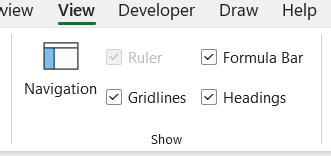 view View Developer Draw Help
Ruler Formula Bar
Navigation
Gridlines Headings
Show